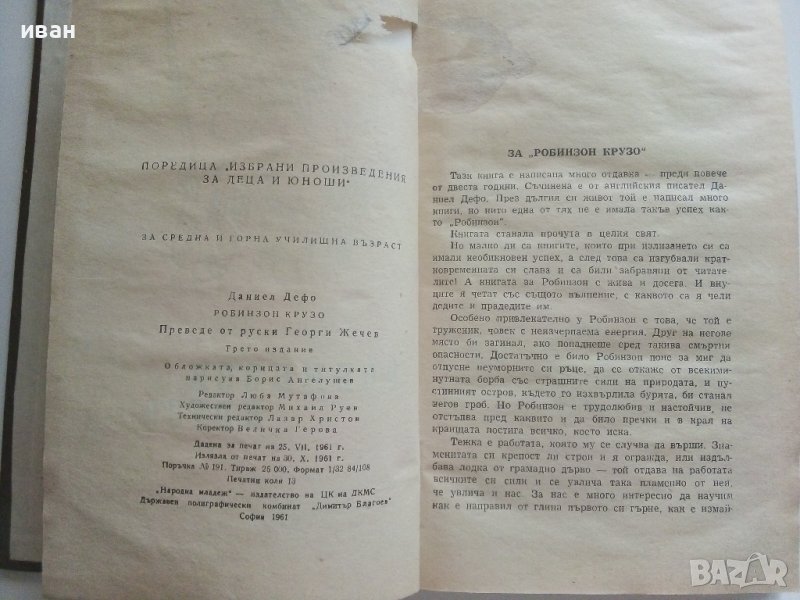 иван
ПОРЕДИЦА „ИЗБРАНИ ПРОИЗВЕДЕНИЯ
ЗА ДЕЦА И ЮНОШИ“
ЗА СРЕДНА И ГОРНА УЧИЛИЩНА ВЪЗРАСТ
Даниел Дефо
РОБИНЗОН КРУЗО
Преведе от руски Георги Жечев
Трето издание
Обложката, корицата и титулката
нарисува Борис Ангелушев
Редактор Люба Мутафова
Художествен редактор Михаил Руев
Технически редактор Лазар Христов
Коректор Величка Герова
Дадена за печат на 25. VII. 1961 г.
Излязла от печат на 30. X. 1961 г.
Поръчка № 191. Тираж 25 000. Формат 1/32 84/108
Печатни коли 13
„Народна младеж“ — издателство на ЦК на ДКМС
Държавен полиграфически комбинат „Димитър Благоев“
София 1961
ЗА „РОБИНЗОН КРУЗО“
Тази книга е написана много отдавна — преди повече
от двеста години. Съчинена е от английския писател Да-
ниел Дефо. През дългия си живот той е написал много
книги, но нито една от тях не е имала такъв успех как-
то „Робинзон“.
Книгата станала прочута в целия свят.
Но малко ли са книгите, които при излизането си са
имали необикновен успех, а след това са изгубвали крат-
ковременната си слава и са били забравяни от читате-
лите! А книгата за Робинзон е жива и досега. И вну-
ците я четат със същото вълнение, с каквото са я чели
дедите и прадедите им.
Особено привлекателно у Робинзон е това, че той е
труженик, човек с неизчерпаема енергия. Друг на негово
място би загинал, ако попаднеше сред такива смъртни
опасности. Достатъчно е било Робинзон поне за миг да
отпусне неуморните си ръце, да се откаже от всекими-
нутната борба със страшните сили на природата, и пу-
стинният остров, където го изхвърлила бурята, би станал
негов гроб. Но Робинзон е трудолюбив и настойчив, не
отстъпва пред каквито и да било пречки и в края на
краищата постига всичко, което иска.
Тежка е работата, която му се случва да върши. Зна-
менитата си крепост ли строи и я огражда, или издъл-
бава лодка от грамадно дърво — той отдава на работата
всичките си сили и се увлича така пламенно от нея,
че увлича и нас. За нас е много интересно да научим
как е направил от глина първото си гърне, как е измай-
BAZAR